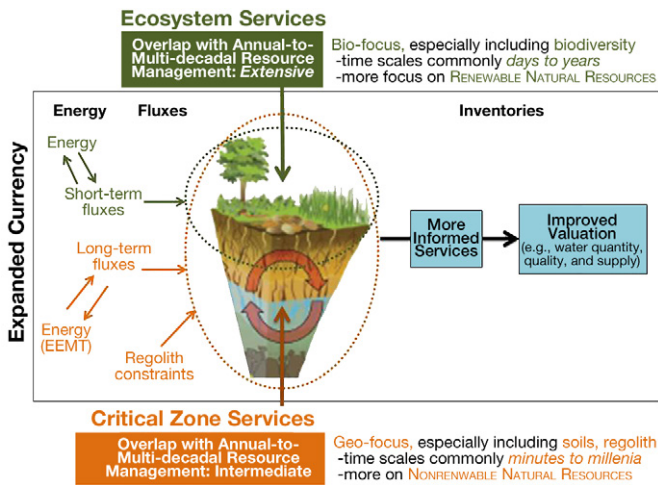 Ecosystem Services
Overlap with Annual-to-
Multi-decadal Resource
Management: Extensive
Bio-focus, especially including biodiversity
-time scales commonly days to years
-more focus on RENEWABLE NATURAL RESOURCES
Expanded Currency
Energy
Fluxes
Inventories
Energy
Short-term
fluxes
Long-term
fluxes
Energy
(EEMT)
Regolith
constraints
More
Informed
Services
Improved
Valuation
(e.g., water quantity,
quality, and supply)
Critical Zone Services
Overlap with Annual-to-
Multi-decadal Resource
Management: Intermediate
Geo-focus, especially including soils, regolith
-time scales commonly minutes to millenia
-more on NONRENWABLE NATURAL RESOURCES